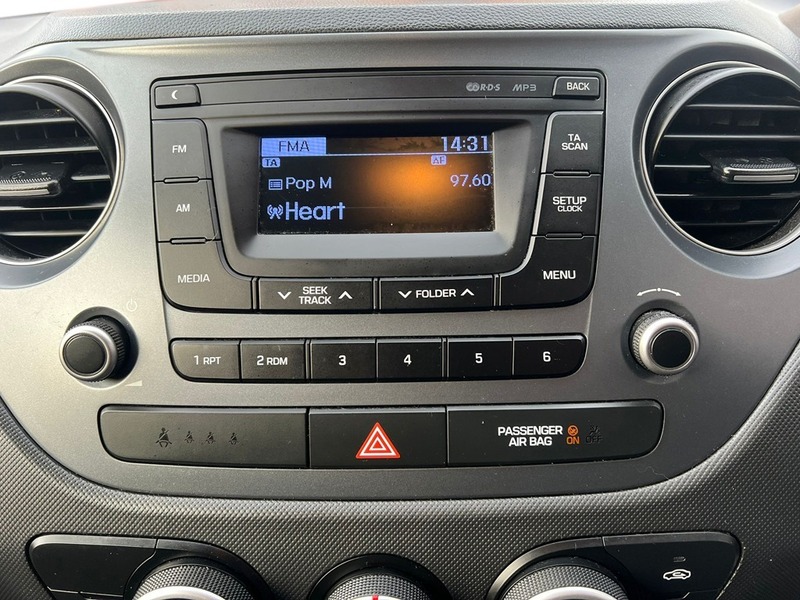 R·D·S MP3 BACK
FM
AM
MEDIA
FMA 14:31
TA AF
Pop M 97.60
Heart
TA
SCAN
SETUP
CLOCK
MENU
SEEK
TRACK
FOLDER
1 RPT 2 RDM 3 4 5 6
PASSENGER
AIR BAG ON OFF